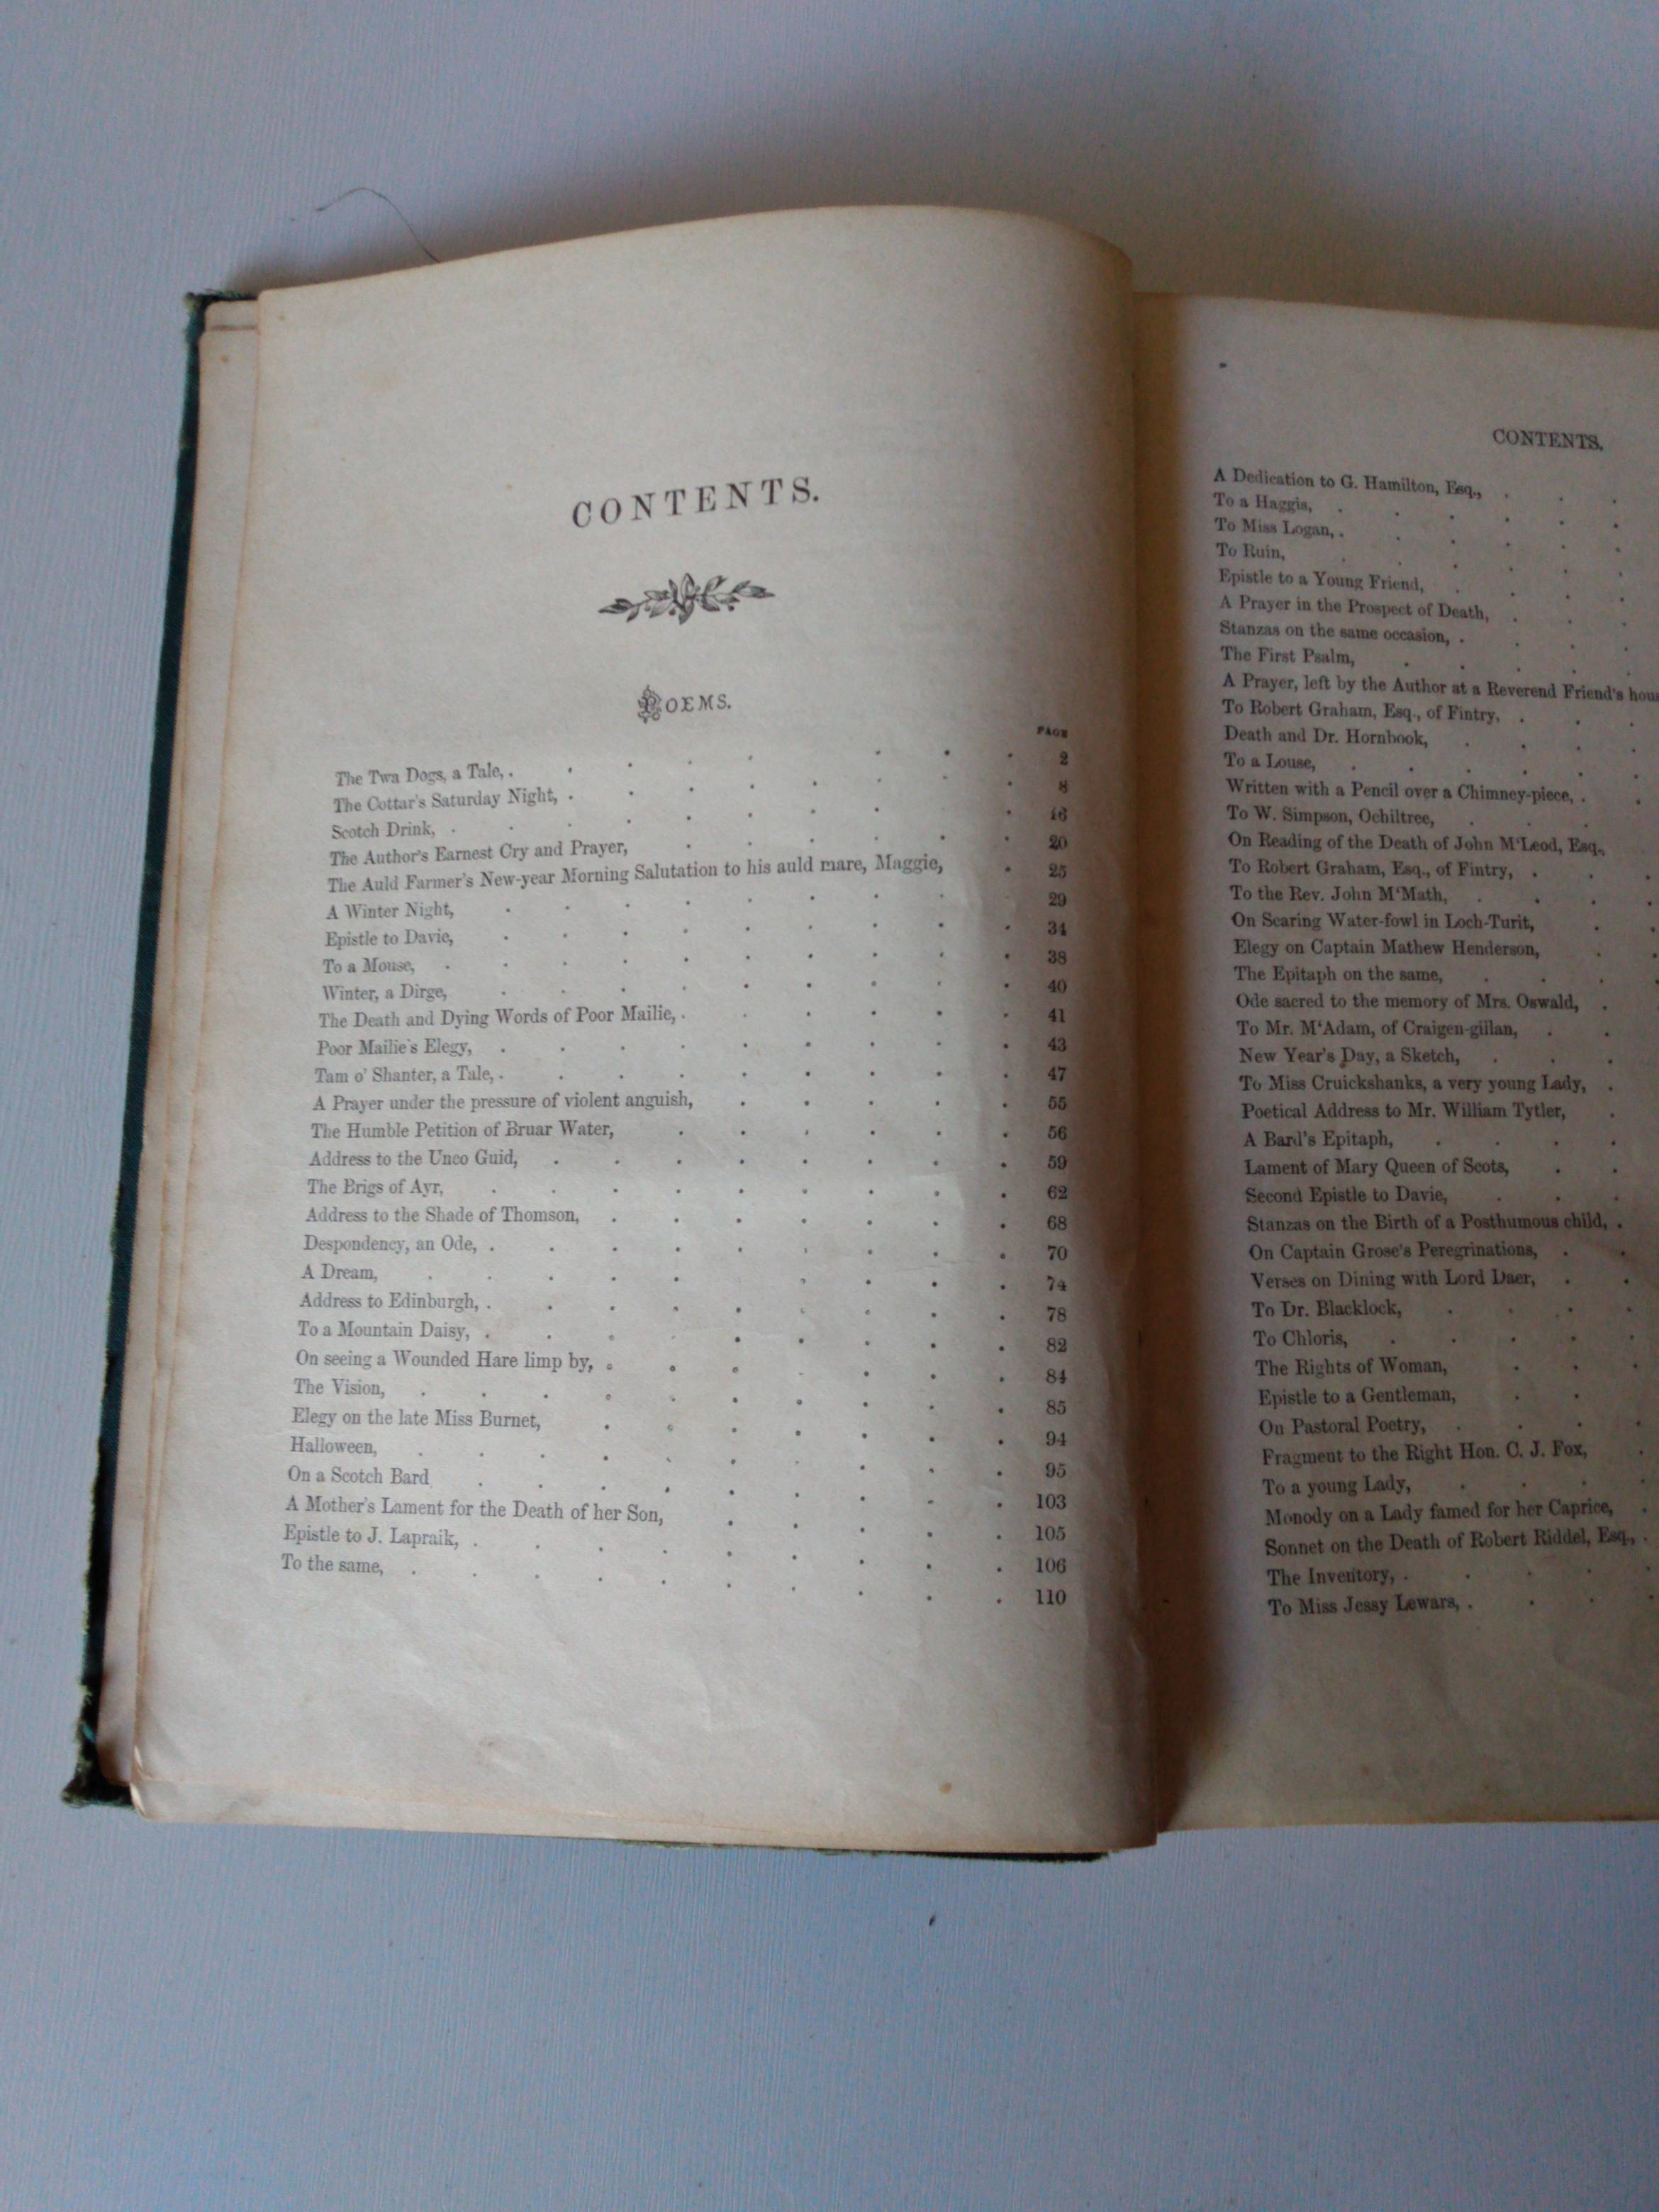 CONTENTS.
POEMS.
PAGE
The Twa Dogs, a Tale, . . . . . . . . . 2
The Cottar's Saturday Night, . . . . . . . . 8
Scotch Drink, . . . . . . . . . 16
The Author's Earnest Cry and Prayer, . . . . . . 20
The Auld Farmer's New-year Morning Salutation to his auld mare, Maggie, . 25
A Winter Night, . . . . . . . . . 29
Epistle to Davie, . . . . . . . . . 34
To a Mouse, . . . . . . . . . . 38
Winter, a Dirge, . . . . . . . . . 40
The Death and Dying Words of Poor Mailie, . . . . . . 41
Poor Mailie's Elegy, . . . . . . . . . 43
Tam o' Shanter, a Tale, . . . . . . . . . 47
A Prayer under the pressure of violent anguish, . . . . . 55
The Humble Petition of Bruar Water, . . . . . . 56
Address to the Unco Guid, . . . . . . . . 59
The Brigs of Ayr, . . . . . . . . . 62
Address to the Shade of Thomson, . . . . . . . 68
Despondency, an Ode, . . . . . . . . . 70
A Dream, . . . . . . . . . . 74
Address to Edinburgh, . . . . . . . . . 78
To a Mountain Daisy, . . . . . . . . . 82
On seeing a Wounded Hare limp by, . . . . . . . 84
The Vision, . . . . . . . . . . 85
Elegy on the late Miss Burnet, . . . . . . . 94
Halloween, . . . . . . . . . . 95
On a Scotch Bard . . . . . . . . . 103
A Mother's Lament for the Death of her Son, . . . . . 105
Epistle to J. Lapraik, . . . . . . . . . 106
To the same, . . . . . . . . . . 110
CONTENTS.
A Dedication to G. Hamilton, Esq., . . .
To a Haggis, . . . . .
To Miss Logan, . . . . .
To Ruin, . . . . .
Epistle to a Young Friend, . . . .
A Prayer in the Prospect of Death, . . .
Stanzas on the same occasion, . . . .
The First Psalm, . . . . .
A Prayer, left by the Author at a Reverend Friend's
To Robert Graham, Esq., of Fintry, . .
Death and Dr. Hornbook, . . . .
To a Louse, . . . . .
Written with a Pencil over a Chimney-piece, . .
To W. Simpson, Ochiltree, . . .
On Reading of the Death of John M'Leod, Esq.,
To Robert Graham, Esq., of Fintry, . . .
To the Rev. John M'Math, . . . .
On Scaring Water-fowl in Loch-Turit, . .
Elegy on Captain Mathew Henderson, . .
The Epitaph on the same, . . .
Ode sacred to the memory of Mrs. Oswald, .
To Mr. M'Adam, of Craigen-gillan, . .
New Year's Day, a Sketch, . . .
To Miss Cruickshanks, a very young Lady, .
Poetical Address to Mr. William Tytler, .
A Bard's Epitaph, . . . .
Lament of Mary Queen of Scots, . .
Second Epistle to Davie, . . .
Stanzas on the Birth of a Posthumous child, .
On Captain Grose's Peregrinations, . .
Verses on Dining with Lord Daer, . .
To Dr. Blacklock, . . . .
To Chloris, . . . . .
The Rights of Woman, . . .
Epistle to a Gentleman, . .
On Pastoral Poetry, . . . .
Fragment to the Right Hon. C. J. Fox, .
To a young Lady, . . . .
Monody on a Lady famed for her Caprice, .
Sonnet on the Death of Robert Riddel, Esq., .
The Inventory, . . . . .
To Miss Jessy Lewars, . . . .